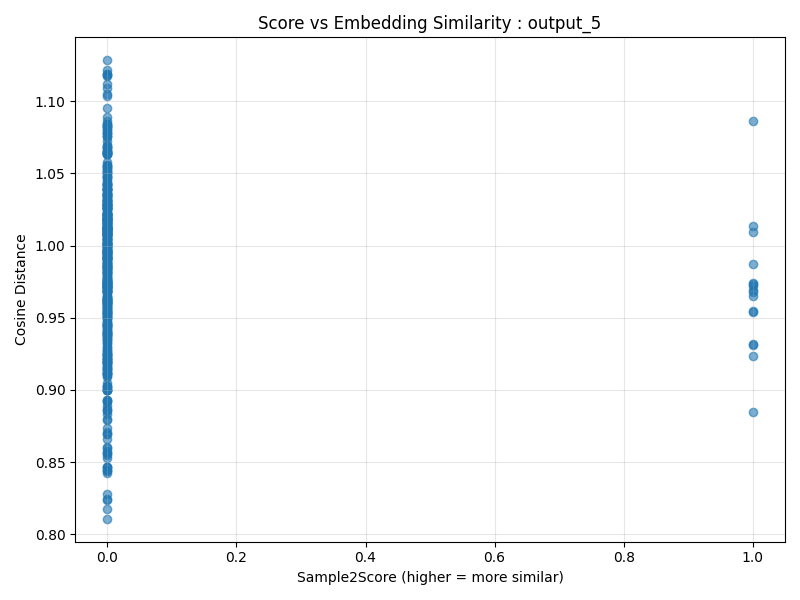 Score vs Embedding Similarity : output_5
1.10
1.05
1.00
0.95
0.90
0.85
0.80
Cosine Distance
0.0 0.2 0.4 0.6 0.8 1.0
Sample2Score (higher = more similar)